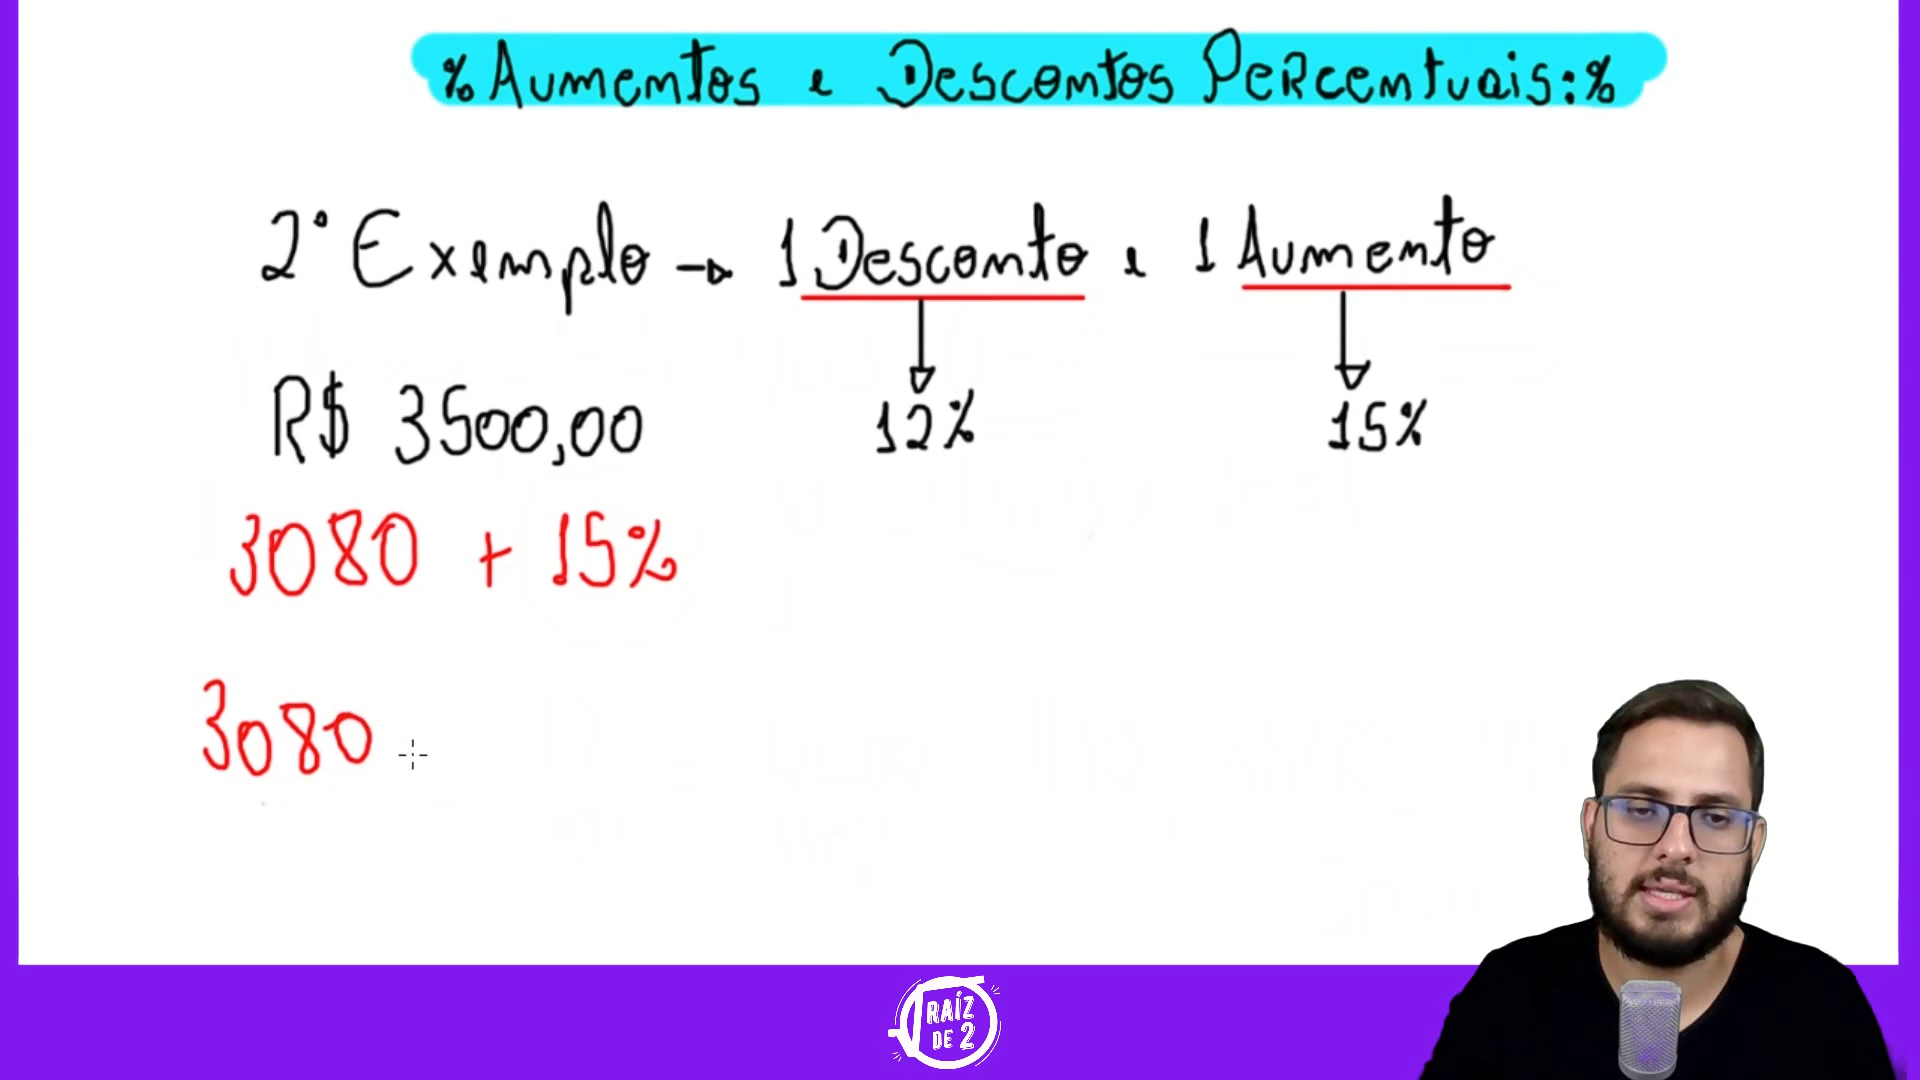 % Aumentos e Descontos Percentuais: %
2° Exemplo → 1 Desconto e 1 Aumento
R$ 3500,00 12% 15%
3080 + 15%
3080
RAÍZ
DE 2